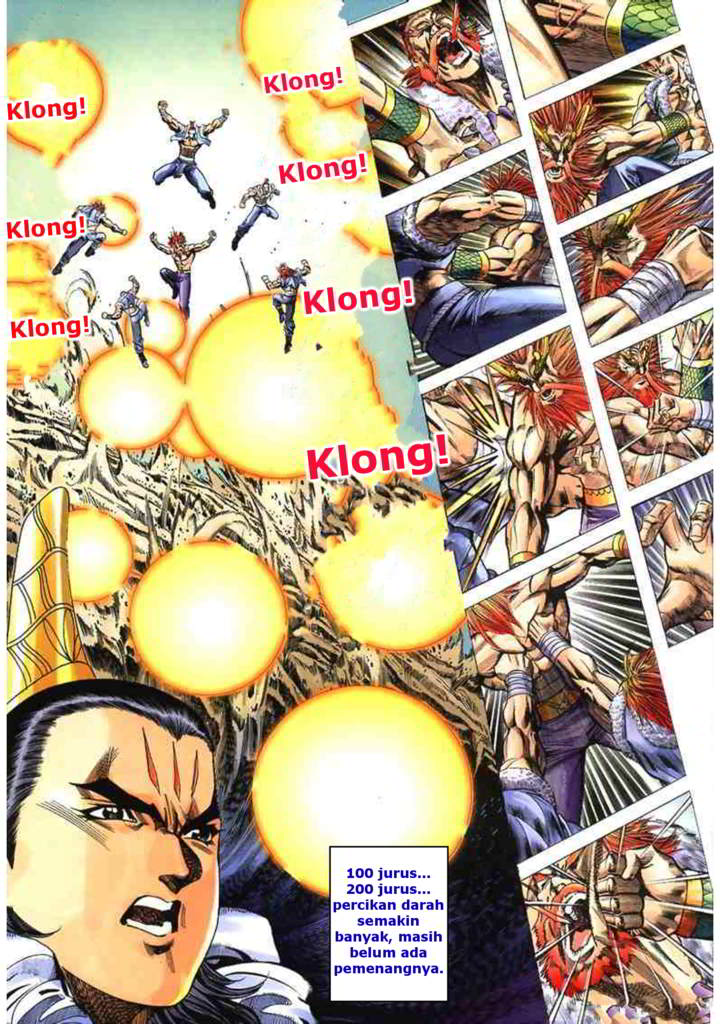 Klong!
Klong!
Klong!
Klong!
Klong!
Klong!
Klong!
100 jurus...
200 jurus...
percikan darah
semakin
banyak, masih
belum ada
pemenangnya.